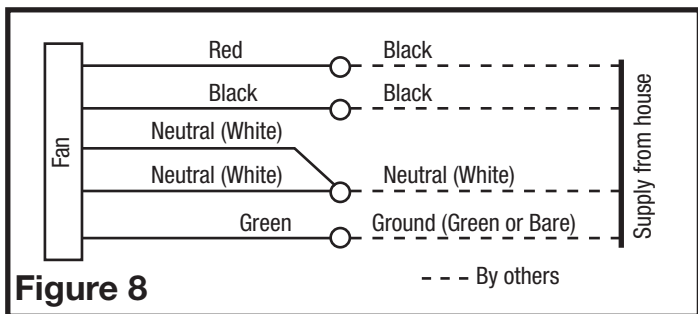 Red Black
Black Black
Neutral (White)
Neutral (White) Neutral (White)
Green Ground (Green or Bare)
Fan
Supply from house
- - - By others
Figure 8